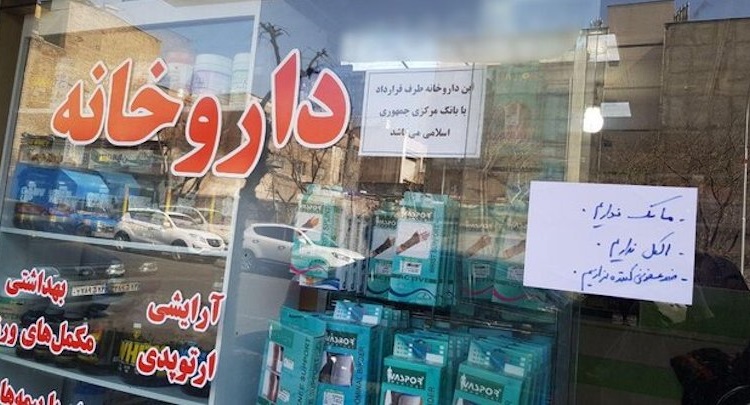 داروخانه
این داروخانه طرف قرارداد
با بانک مرکزی جمهوری
اسلامی می باشد
- ماسک نداریم.
- الکل نداریم.
- ضدعفونی کننده نداریم.
بهداشتی
آرایشی
مکمل‌های
ارتوپدی
WASPOR